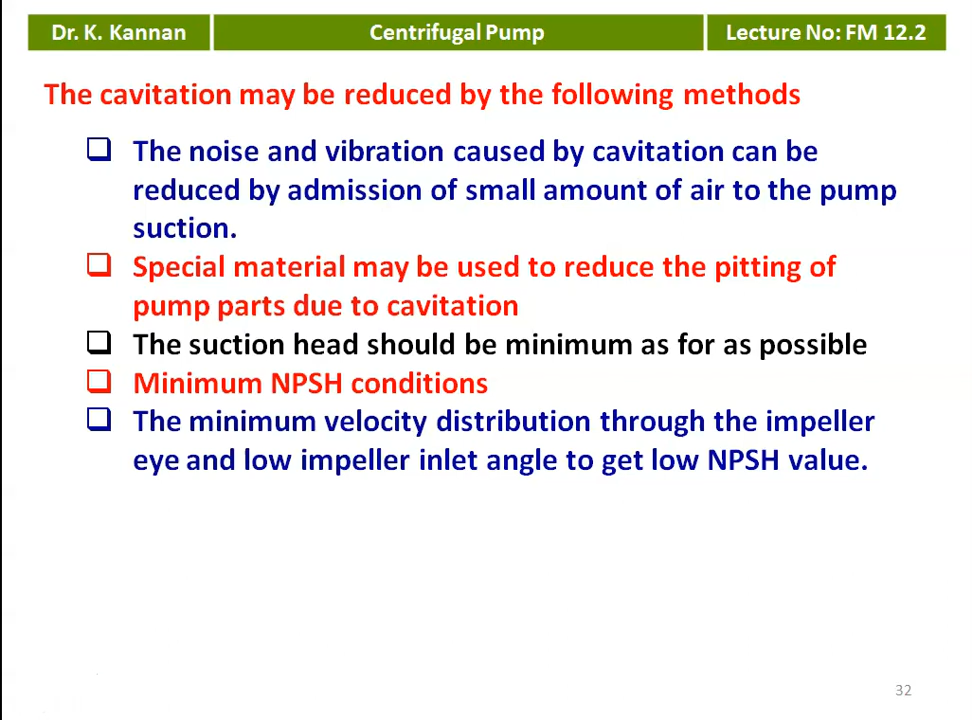 Dr. K. Kannan
Centrifugal Pump
Lecture No: FM 12.2
The cavitation may be reduced by the following methods
The noise and vibration caused by cavitation can be
reduced by admission of small amount of air to the pump
suction.
Special material may be used to reduce the pitting of
pump parts due to cavitation
The suction head should be minimum as for as possible
Minimum NPSH conditions
The minimum velocity distribution through the impeller
eye and low impeller inlet angle to get low NPSH value.
32